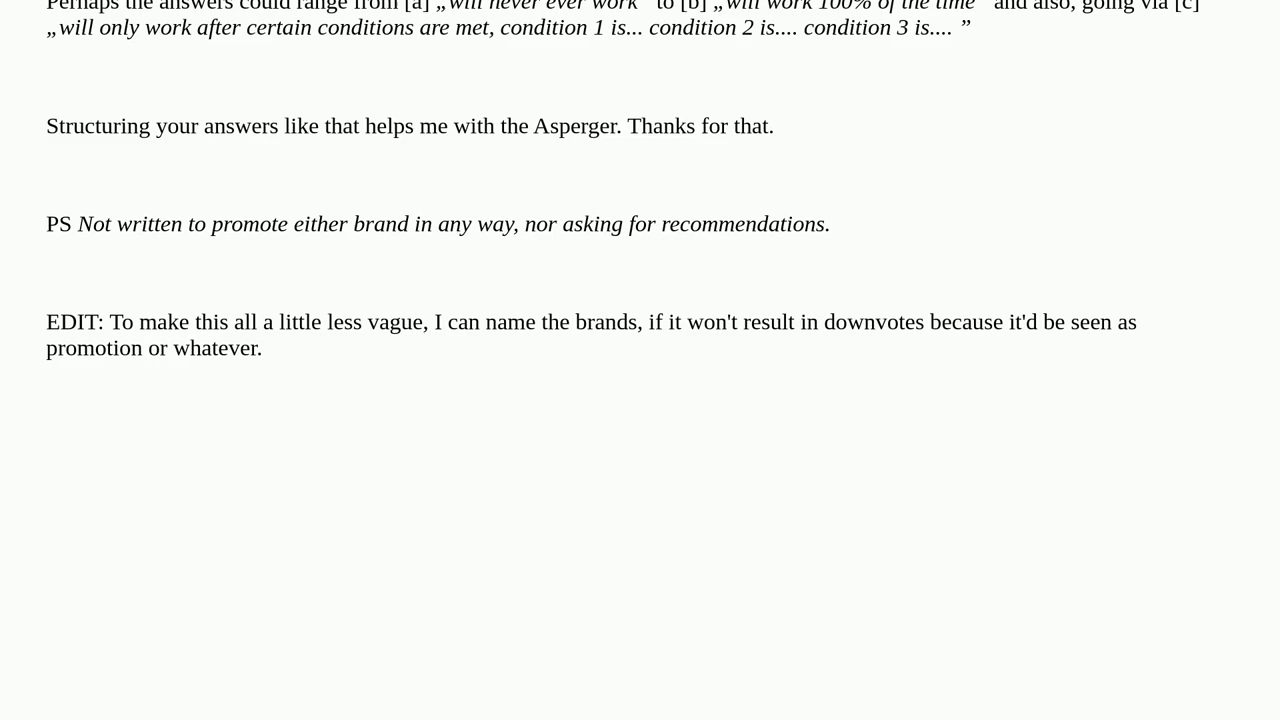 Perhaps the answers could range from [a] „will never ever work” to [b] „will work 100% of the time” and also, going via [c]
„will only work after certain conditions are met, condition 1 is... condition 2 is.... condition 3 is.... ”
Structuring your answers like that helps me with the Asperger. Thanks for that.
PS Not written to promote either brand in any way, nor asking for recommendations.
EDIT: To make this all a little less vague, I can name the brands, if it won't result in downvotes because it'd be seen as
promotion or whatever.